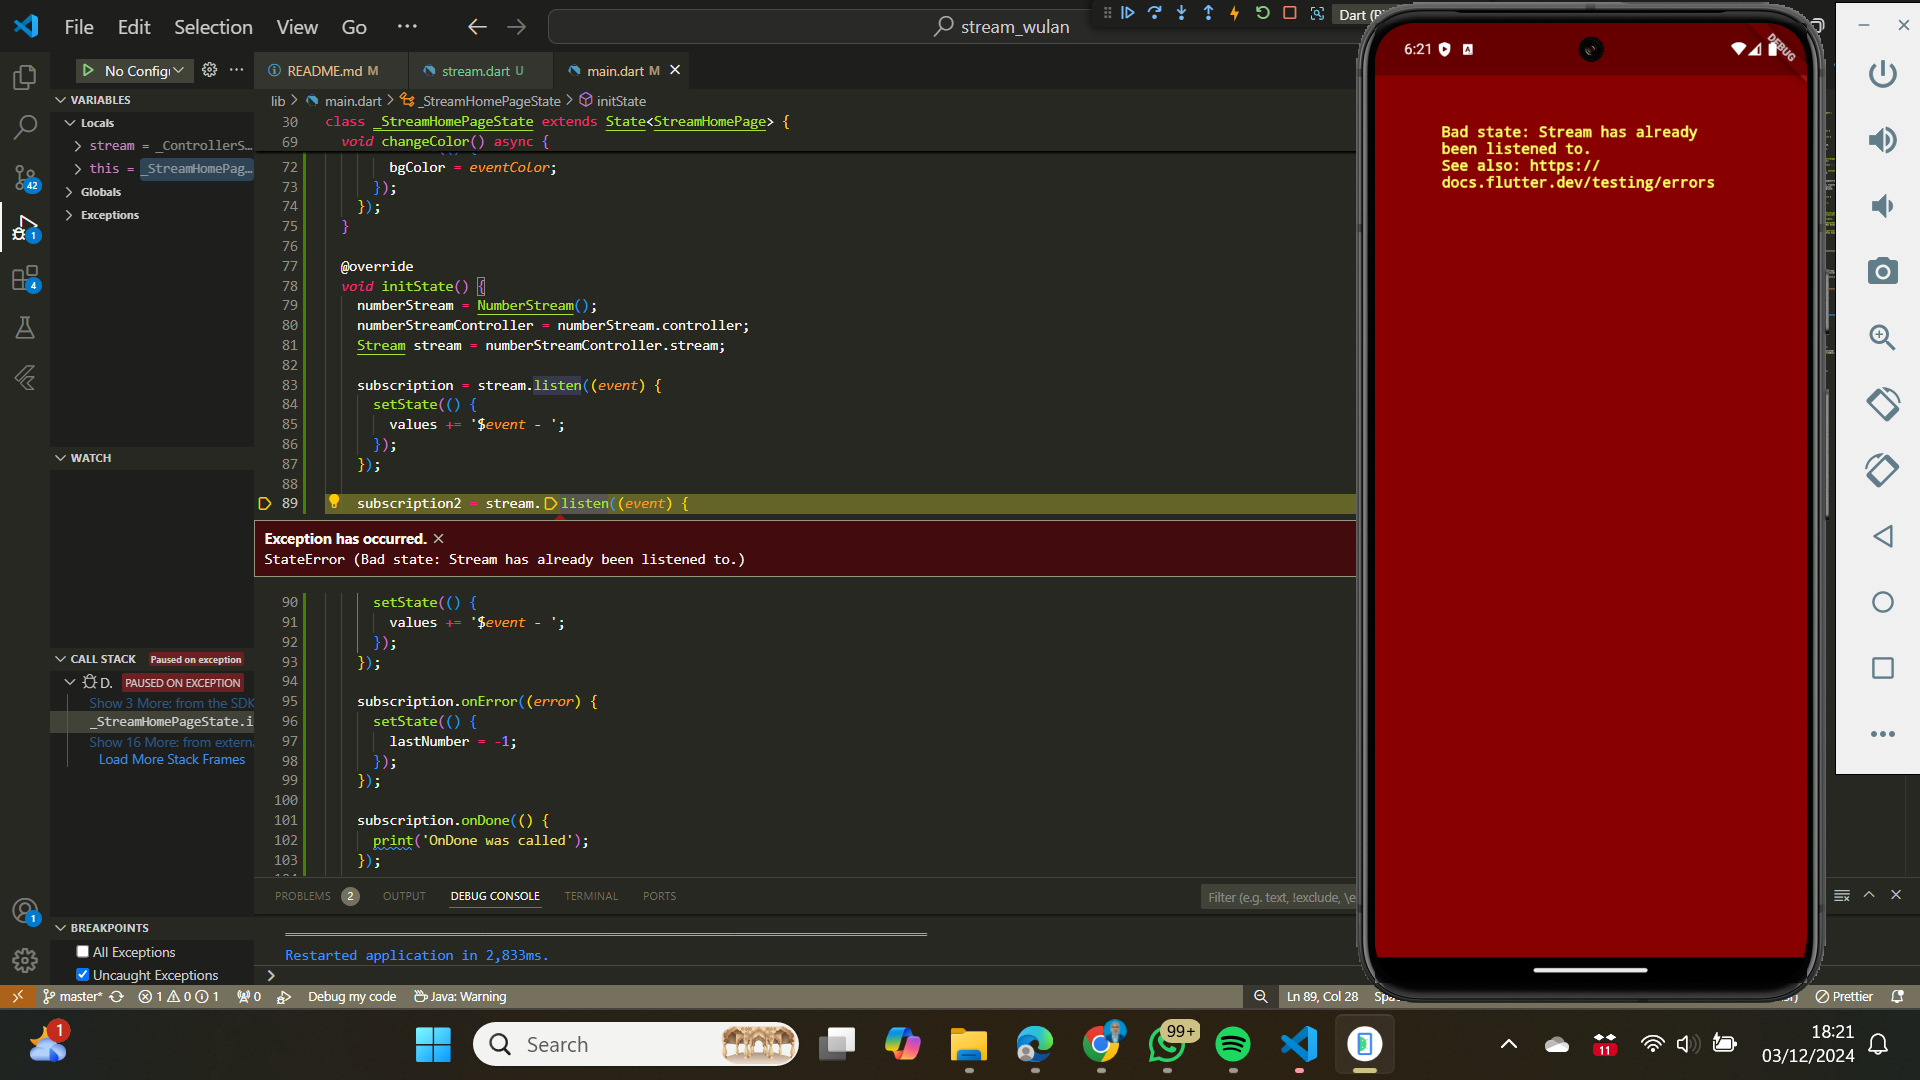 File Edit Selection View Go ···
stream_wulan
Dart
No Config
README.md M
stream.dart U
main.dart M
lib > main.dart > _StreamHomePageState > initState
VARIABLES
Locals
stream = _ControllerS...
this = _StreamHomePag...
Globals
Exceptions
WATCH
CALL STACK Paused on exception
D. PAUSED ON EXCEPTION
Show 3 More: from the SDK
_StreamHomePageState.i
Show 16 More: from extern
Load More Stack Frames
BREAKPOINTS
All Exceptions
Uncaught Exceptions
30 class _StreamHomePageState extends State<StreamHomePage> {
69 void changeColor() async {
72 bgColor = eventColor;
73 });
74 });
75 }
76
77 @override
78 void initState() {
79 numberStream = NumberStream();
80 numberStreamController = numberStream.controller;
81 Stream stream = numberStreamController.stream;
82
83 subscription = stream.listen((event) {
84 setState(() {
85 values += '$event - ';
86 });
87 });
88
89 subscription2 = stream.listen((event) {
Exception has occurred.
StateError (Bad state: Stream has already been listened to.)
90 setState(() {
91 values += '$event - ';
92 });
93 });
94
95 subscription.onError((error) {
96 setState(() {
97 lastNumber = -1;
98 });
99 });
100
101 subscription.onDone(() {
102 print('OnDone was called');
103 });
PROBLEMS 2 OUTPUT DEBUG CONSOLE TERMINAL PORTS
Filter (e.g. text, !exclude, \e
Restarted application in 2,833ms.
master* 1 0 1 0 Debug my code Java: Warning
Ln 89, Col 28
Prettier
6:21
DEBUG
Bad state: Stream has already
been listened to.
See also: https://
docs.flutter.dev/testing/errors
42
1
4
1
1
Search
99+
11
18:21
03/12/2024